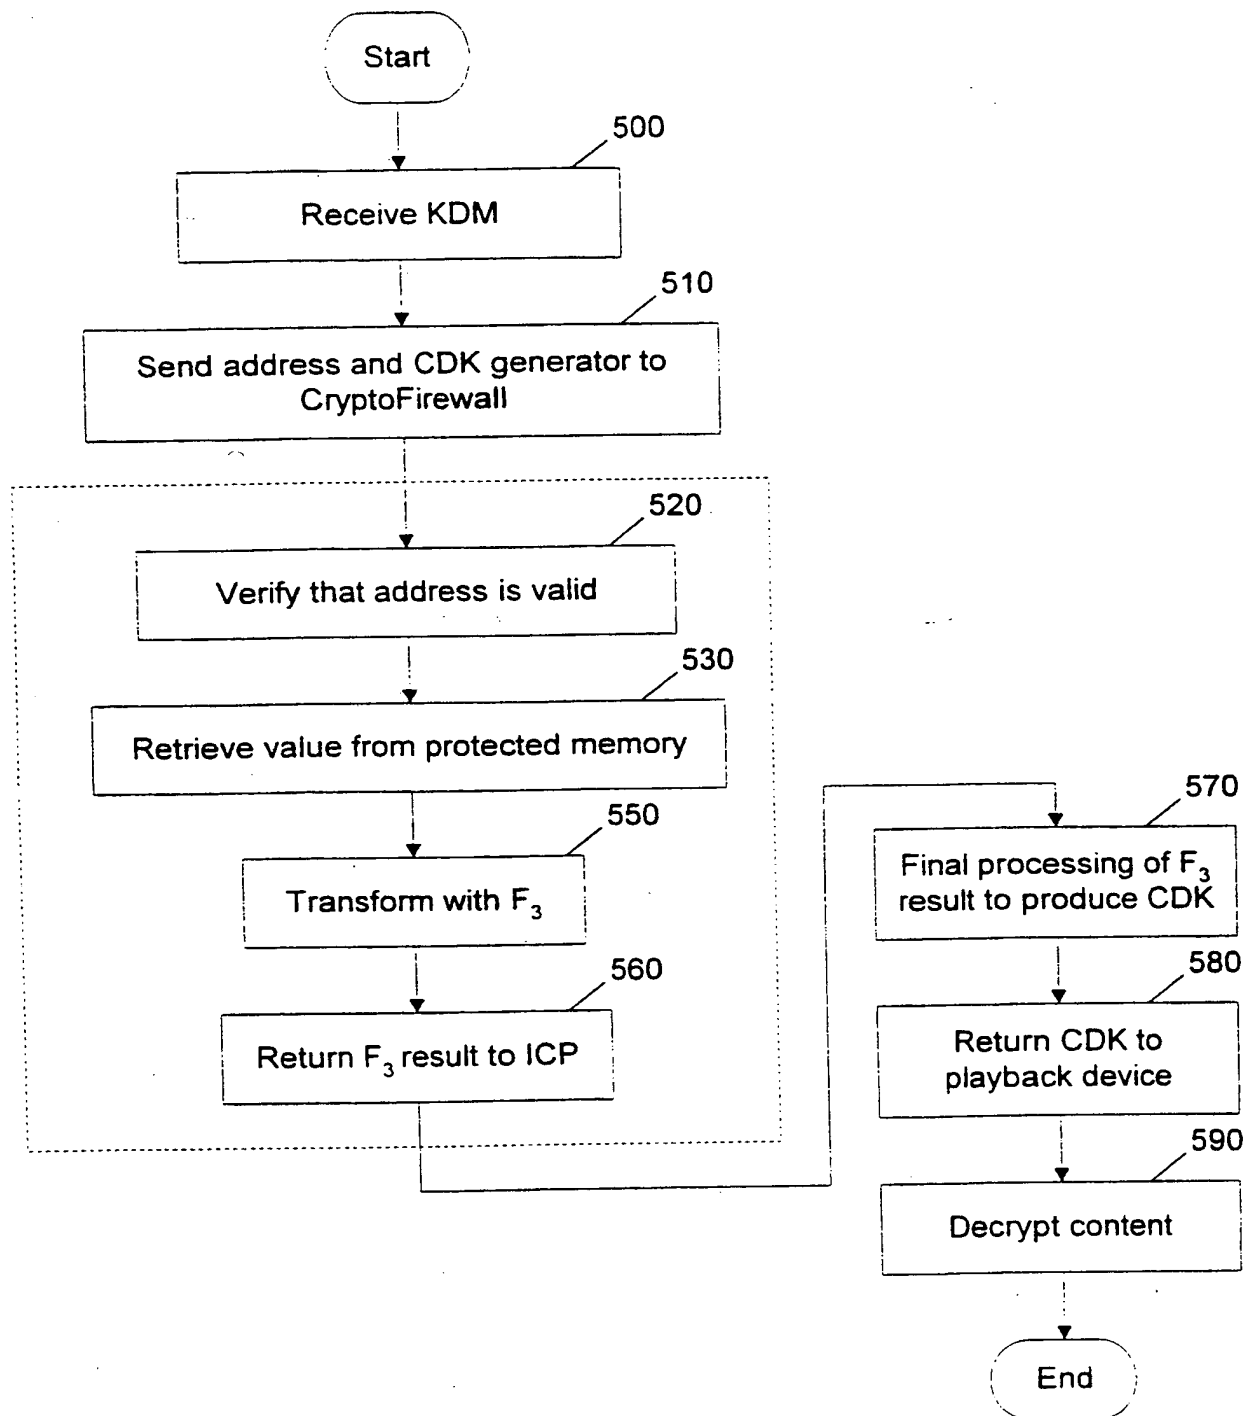 Start
500
Receive KDM
510
Send address and CDK generator to
CryptoFirewall
520
Verify that address is valid
530
Retrieve value from protected memory
550
Transform with F3
560
Return F3 result to ICP
570
Final processing of F3
result to produce CDK
580
Return CDK to
playback device
590
Decrypt content
End